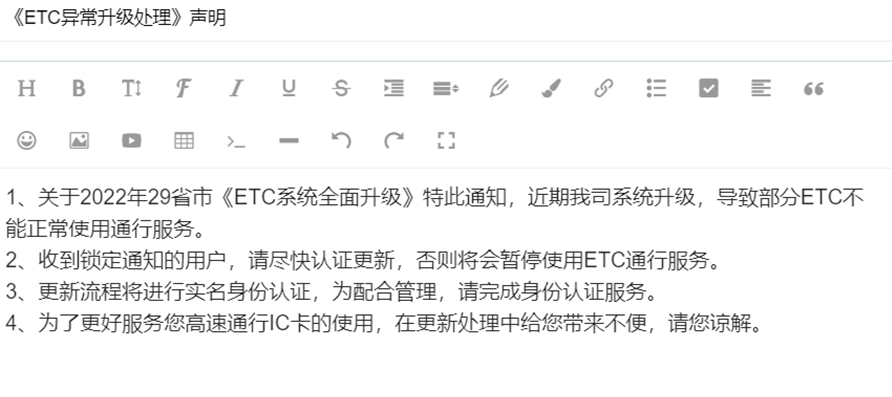 《ETC异常升级处理》声明
1、关于2022年29省市《ETC系统全面升级》特此通知，近期我司系统升级，导致部分ETC不
能正常使用通行服务。
2、收到锁定通知的用户，请尽快认证更新，否则将会暂停使用ETC通行服务。
3、更新流程将进行实名身份认证，为配合管理，请完成身份认证服务。
4、为了更好服务您高速通行IC卡的使用，在更新处理中给您带来不便，请您谅解。